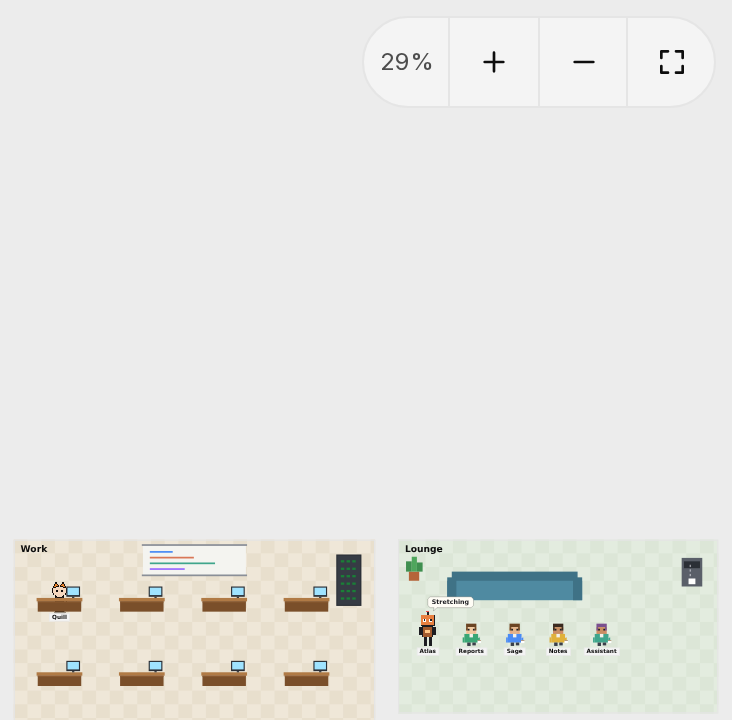 29%
Work
Lounge
Stretching
Quill
Atlas
Reports
Sage
Notes
Assistant